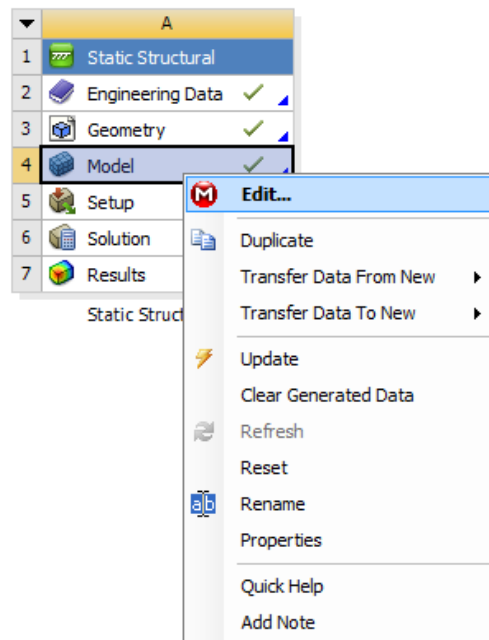 A
1 Static Structural
2 Engineering Data
3 Geometry
4 Model
5 Setup
6 Solution
7 Results
Static Struct
M Edit...
Duplicate
Transfer Data From New
Transfer Data To New
Update
Clear Generated Data
Refresh
Reset
ab Rename
Properties
Quick Help
Add Note